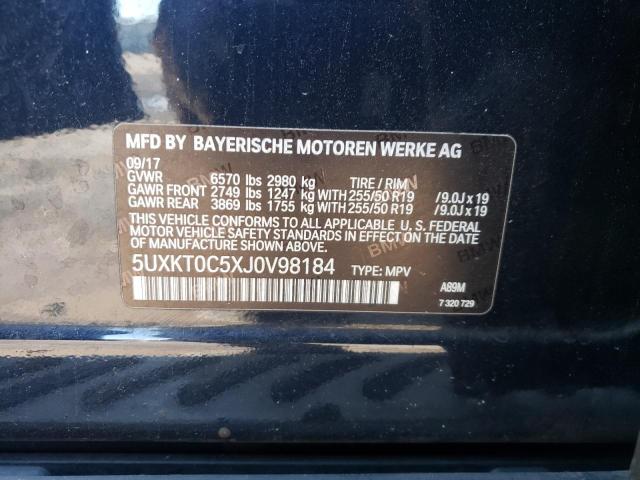 MFD BY BAYERISCHE MOTOREN WERKE AG
09/17
GVWR 6570 lbs 2980 kg TIRE / RIM
GAWR FRONT 2749 lbs 1247 kg WITH 255/50 R19 /9.0J x 19
GAWR REAR 3869 lbs 1755 kg WITH 255/50 R19 /9.0J x 19
THIS VEHICLE CONFORMS TO ALL APPLICABLE U. S. FEDERAL
MOTOR VEHICLE SAFETY STANDARDS IN EFFECT ON THE
DATE OF MANUFACTURE SHOWN ABOVE.
5UXKT0C5XJ0V98184 TYPE: MPV
A89M
7 320 729